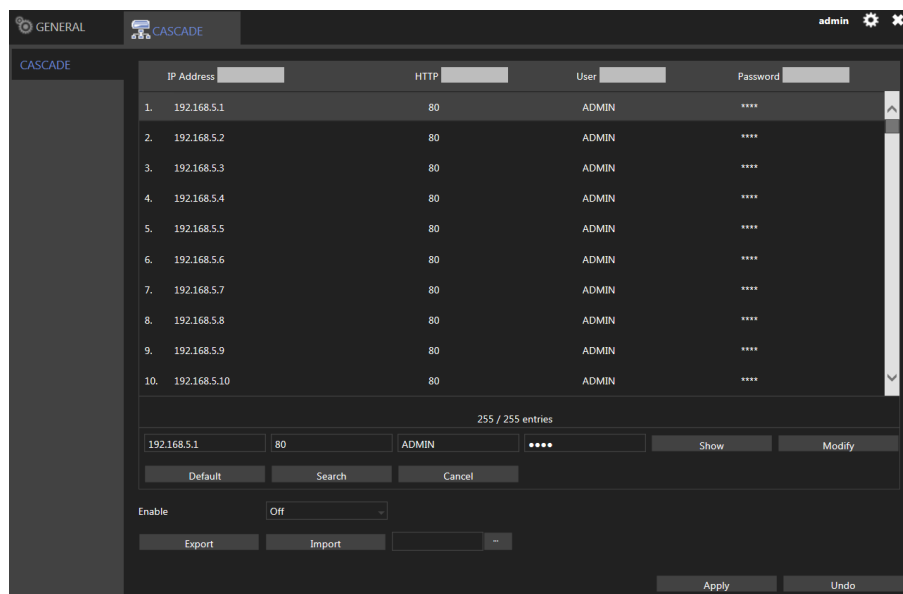 GENERAL CASCADE admin
CASCADE
IP Address HTTP User Password
1. 192.168.5.1 80 ADMIN ****
2. 192.168.5.2 80 ADMIN ****
3. 192.168.5.3 80 ADMIN ****
4. 192.168.5.4 80 ADMIN ****
5. 192.168.5.5 80 ADMIN ****
6. 192.168.5.6 80 ADMIN ****
7. 192.168.5.7 80 ADMIN ****
8. 192.168.5.8 80 ADMIN ****
9. 192.168.5.9 80 ADMIN ****
10. 192.168.5.10 80 ADMIN ****
255 / 255 entries
192.168.5.1 80 ADMIN ●●●● Show Modify
Default Search Cancel
Enable Off
Export Import ...
Apply Undo